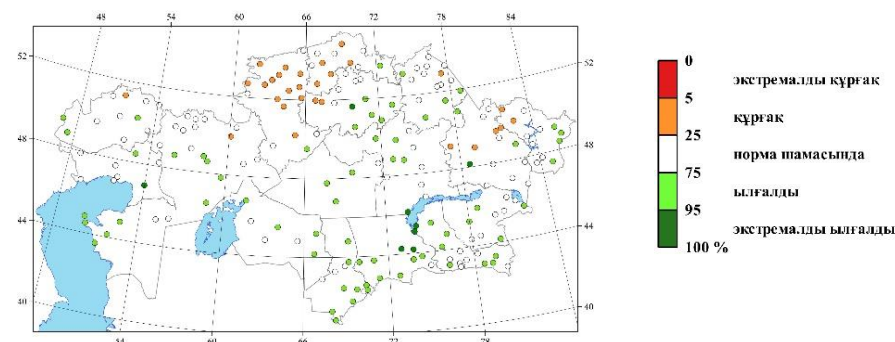 48 54 60 66 72 78 84
52 52
48 48
44 44
40 40
54 60 66 72 78
0
экстремалды құрғақ
5
құрғақ
25
норма шамасында
75
ылғалды
95
экстремалды ылғалды
100 %